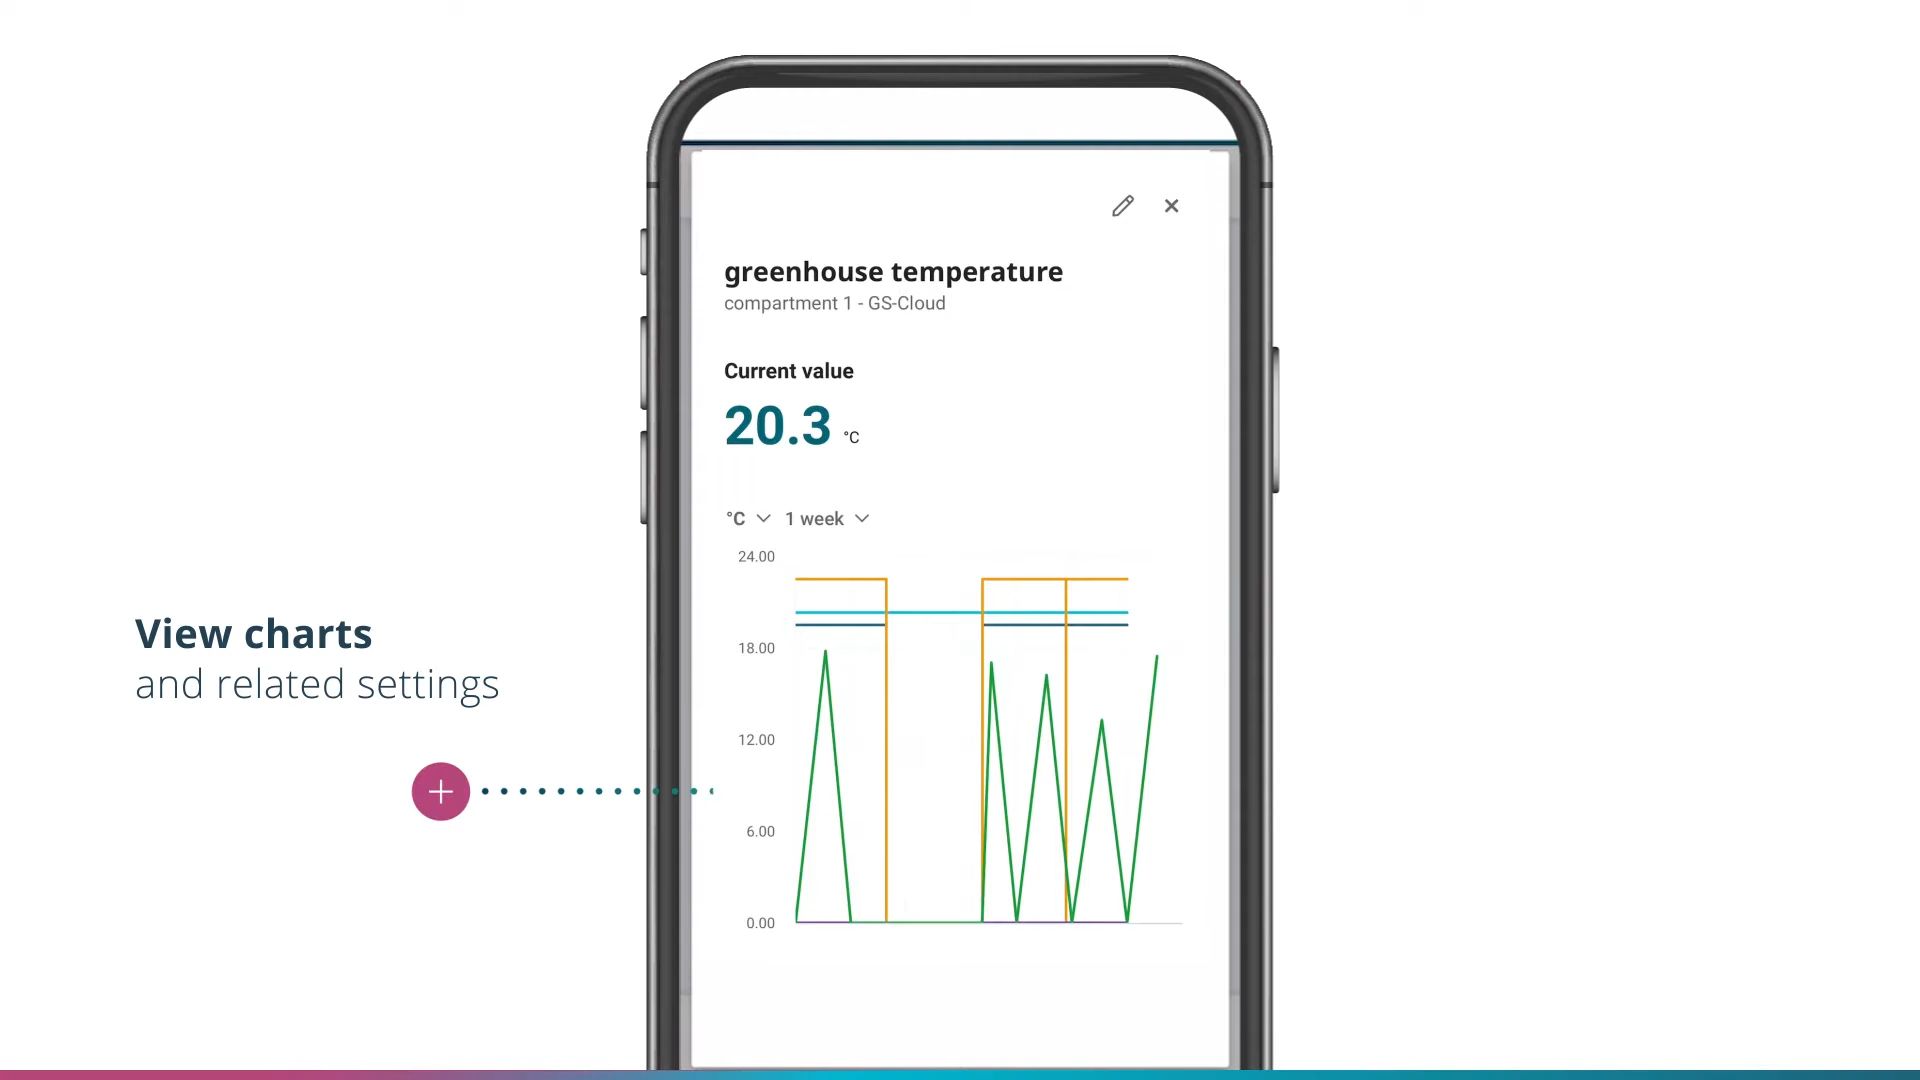 greenhouse temperature
compartment 1 - GS-Cloud
Current value
20.3 °C
°C 1 week
24.00
18.00
12.00
6.00
0.00
View charts
and related settings